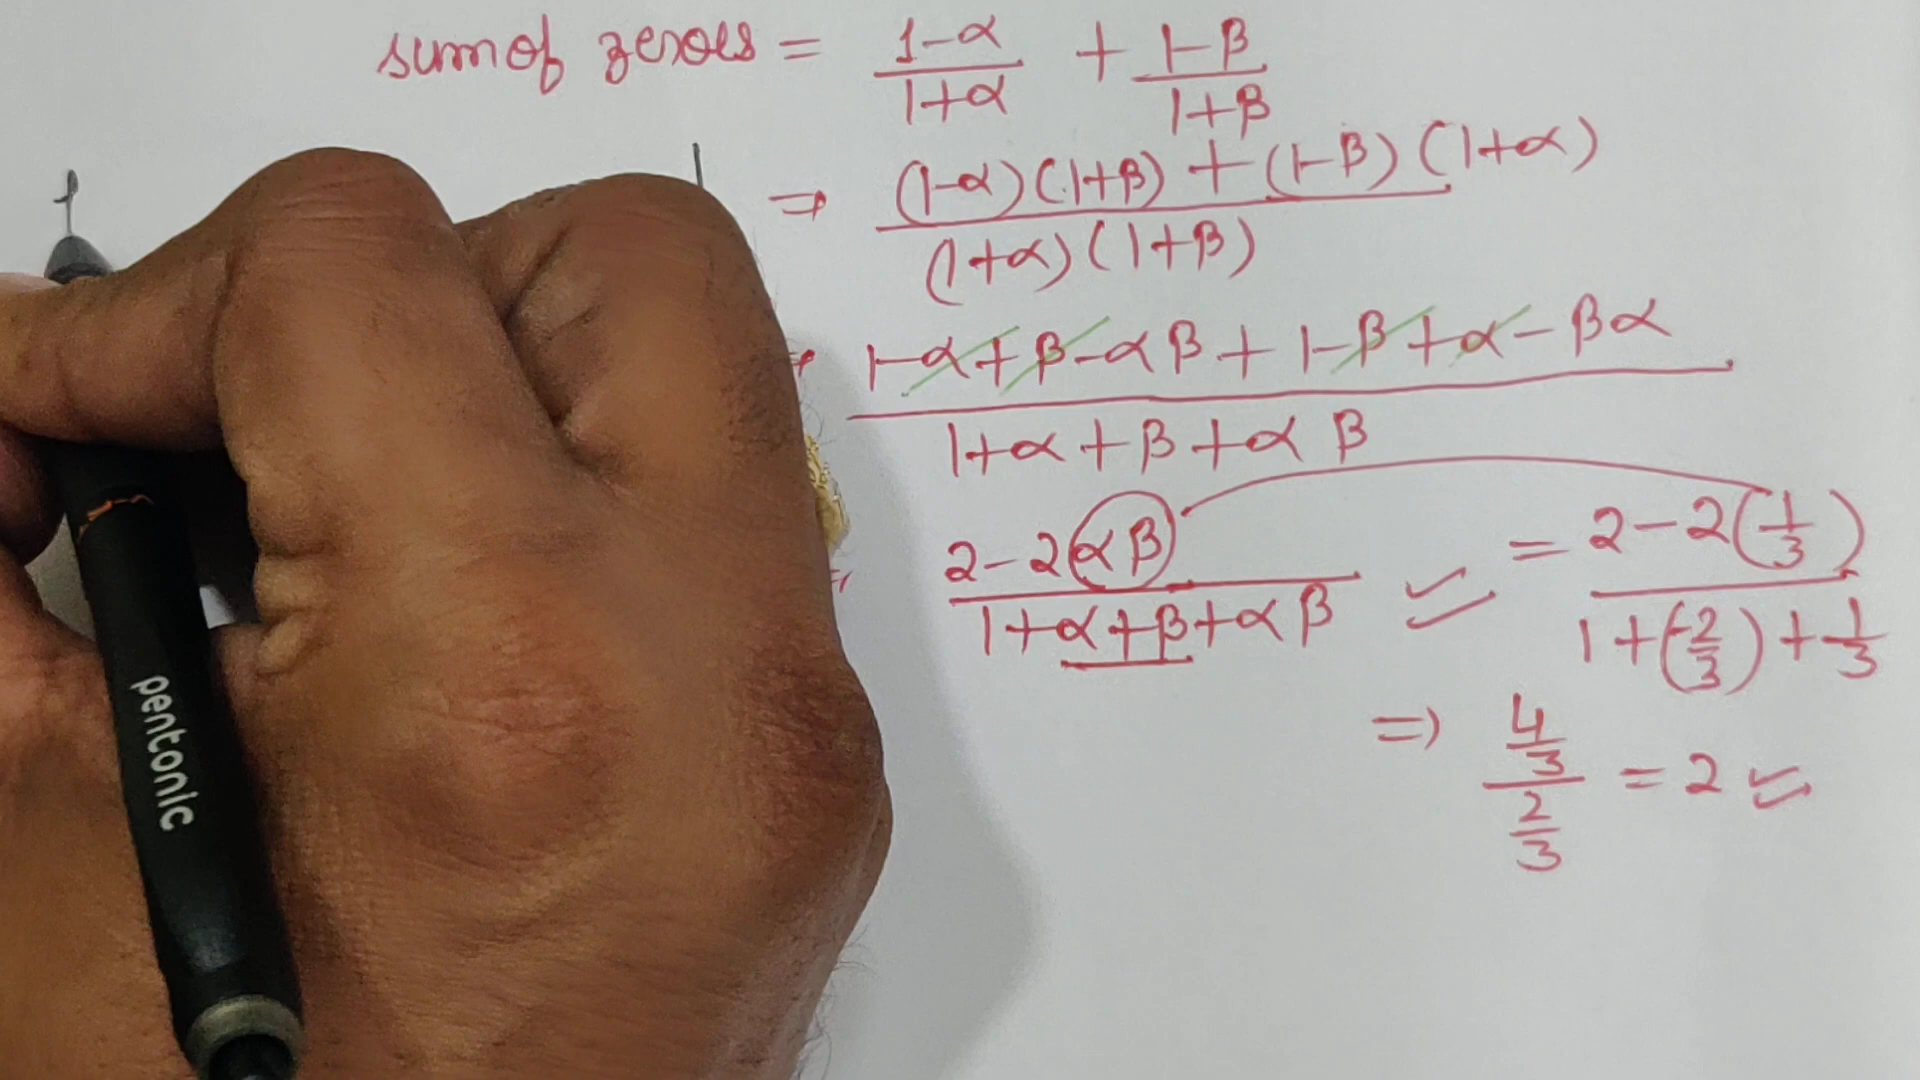 sum of zeroes = (1-α)/(1+α) + (1-β)/(1+β)
⇒ ((1-α)(1+β) + (1-β)(1+α))/((1+α)(1+β))
⇒ (1-α+β-αβ+1-β+α-βα)/(1+α+β+αβ)
= (2-2αβ)/(1+α+β+αβ) = (2-2(1/3))/(1+(-2/3)+1/3)
⇒ (4/3)/(2/3) = 2
pentonic